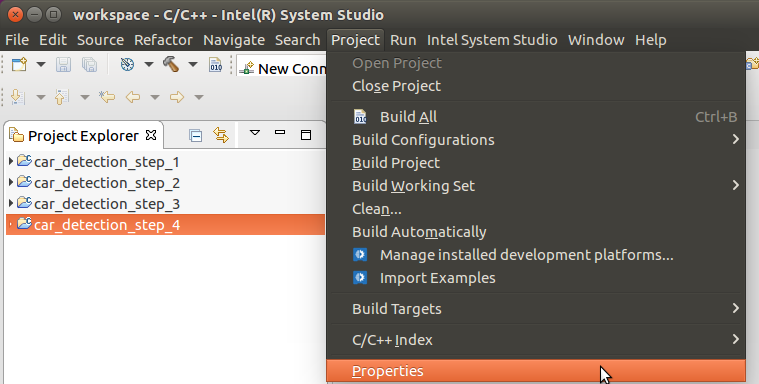 workspace - C/C++ - Intel(R) System Studio
File Edit Source Refactor Navigate Search Project Run Intel System Studio Window Help
New Conn
Project Explorer
car_detection_step_1
car_detection_step_2
car_detection_step_3
car_detection_step_4
Open Project
Close Project
010 Build All Ctrl+B
Build Configurations
Build Project
Build Working Set
Clean...
Build Automatically
Manage installed development platforms...
Import Examples
Build Targets
C/C++ Index
Properties